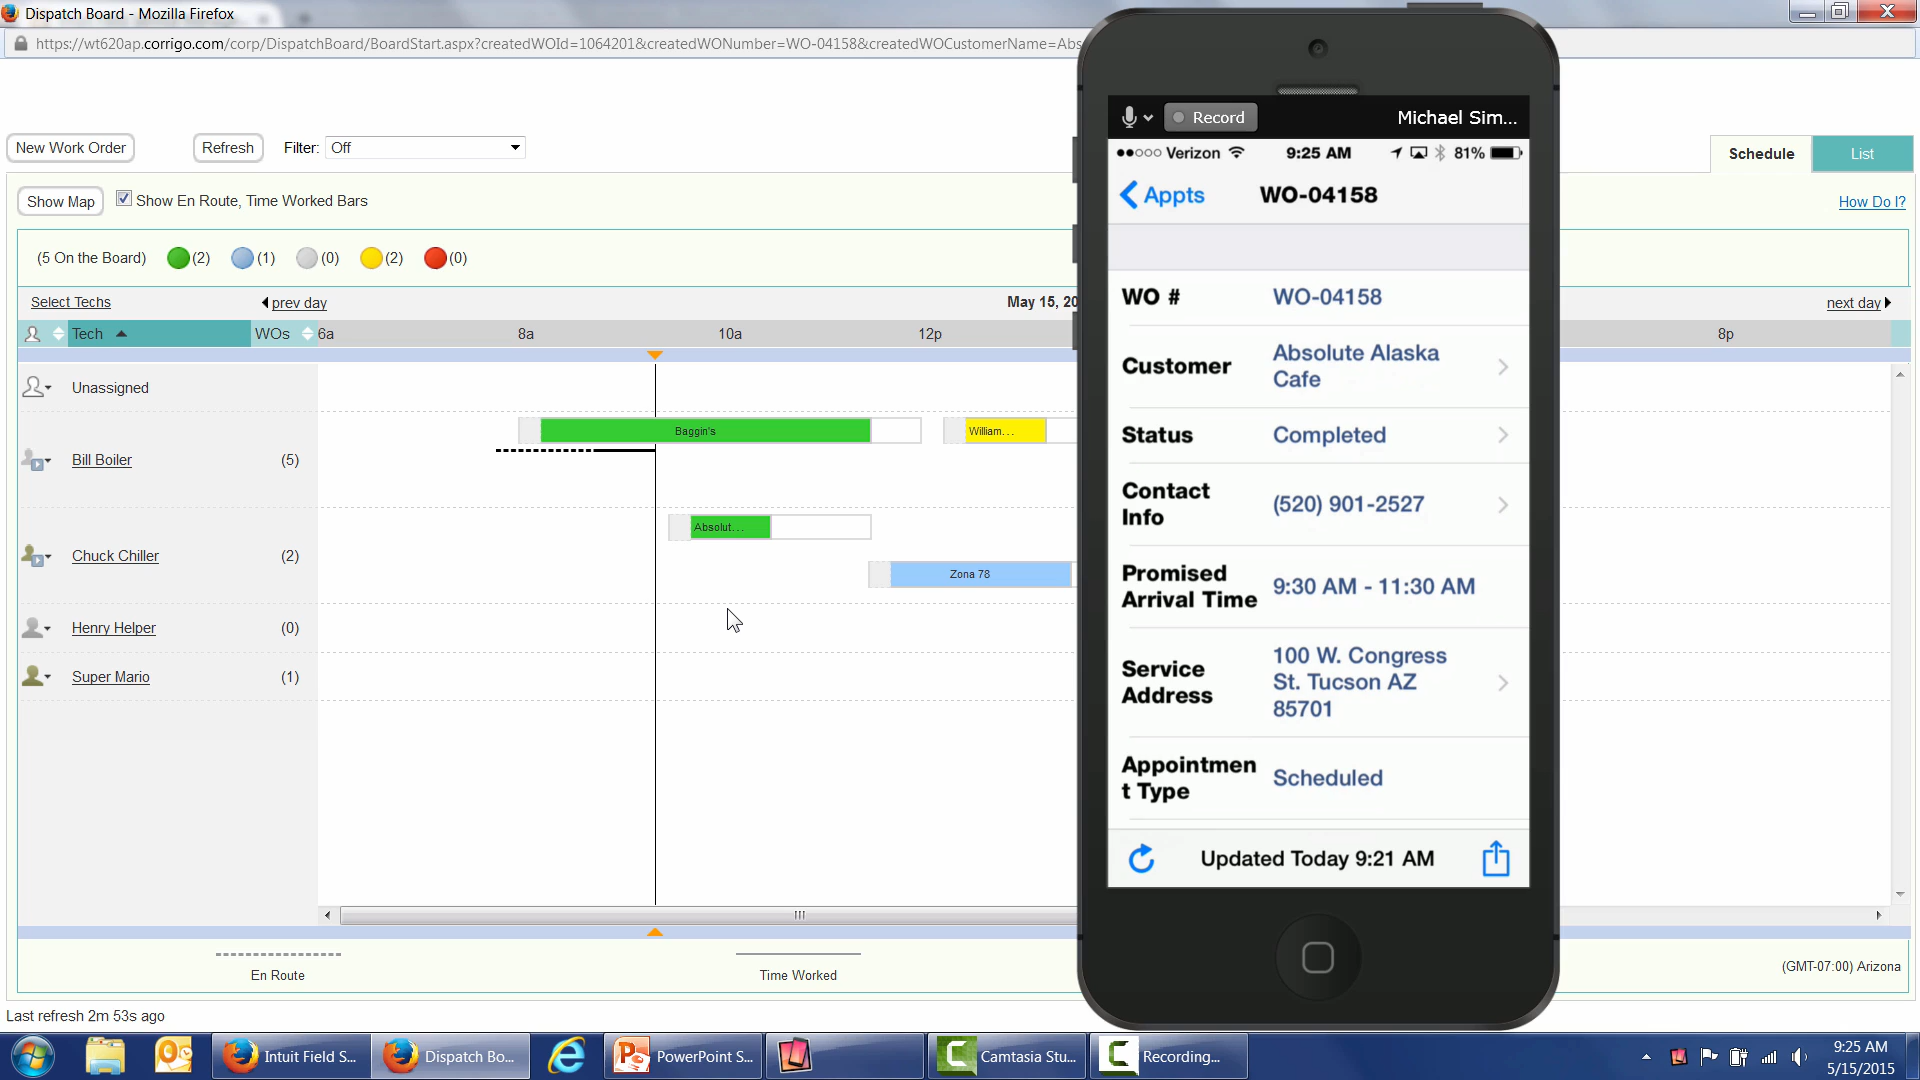 Dispatch Board - Mozilla Firefox
https://wt620ap.corrigo.com/corp/DispatchBoard/BoardStart.aspx?createdWOId=1064201&createdWONumber=WO-04158&createdWOCustomerName=Abs
New Work Order
Refresh
Filter:
Off
Schedule
List
Show Map
Show En Route, Time Worked Bars
How Do I?
(5 On the Board)
(2)
(1)
(0)
(2)
(0)
Select Techs
prev day
May 15, 20
next day
Tech
WOs
6a
8a
10a
12p
8p
Unassigned
Baggin's
William...
Bill Boiler
(5)
Absolut...
Chuck Chiller
(2)
Zona 78
Henry Helper
(0)
Super Mario
(1)
En Route
Time Worked
(GMT-07:00) Arizona
Last refresh 2m 53s ago
Record
Michael Sim...
Verizon
9:25 AM
81%
Appts
WO-04158
WO #
WO-04158
Customer
Absolute Alaska
Cafe
Status
Completed
Contact
Info
(520) 901-2527
Promised
Arrival Time
9:30 AM - 11:30 AM
Service
Address
100 W. Congress
St. Tucson AZ
85701
Appointmen
t Type
Scheduled
Updated Today 9:21 AM
Intuit Field S...
Dispatch Bo...
PowerPoint S...
Camtasia Stu...
Recording...
9:25 AM
5/15/2015